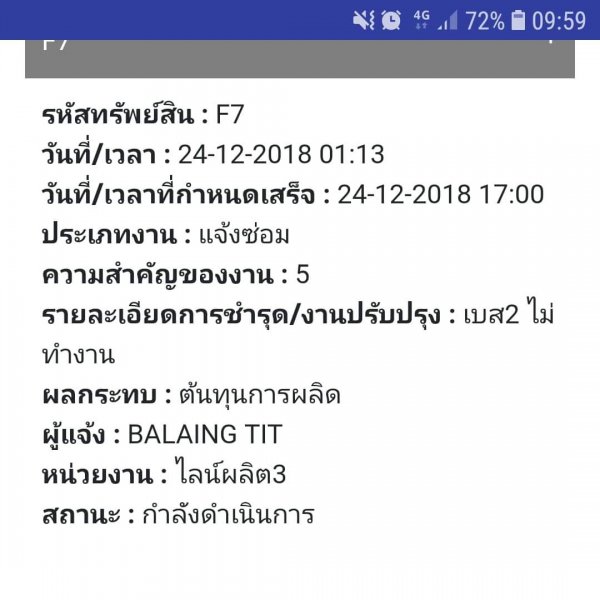 4G 72% 09:59
F7
รหัสทรัพย์สิน : F7
วันที่/เวลา : 24-12-2018 01:13
วันที่/เวลาที่กำหนดเสร็จ : 24-12-2018 17:00
ประเภทงาน : แจ้งซ่อม
ความสำคัญของงาน : 5
รายละเอียดการชำรุด/งานปรับปรุง : เบส2 ไม่
ทำงาน
ผลกระทบ : ต้นทุนการผลิด
ผู้แจ้ง : BALAING TIT
หน่วยงาน : ไลน์ผลิต3
สถานะ : กำลังดำเนินการ